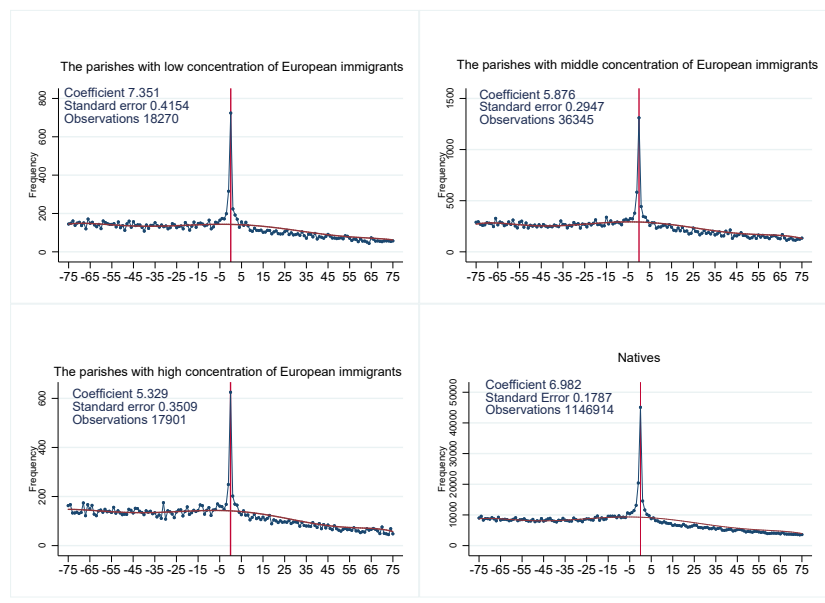 The parishes with low concentration of European immigrants
Coefficient 7.351
Standard error 0.4154
Observations 18270
Frequency
0 200 400 600 800
-75 -65 -55 -45 -35 -25 -15 -5 5 15 25 35 45 55 65 75
The parishes with middle concentration of European immigrants
Coefficient 5.876
Standard error 0.2947
Observations 36345
Frequency
0 500 1000 1500
-75 -65 -55 -45 -35 -25 -15 -5 5 15 25 35 45 55 65 75
The parishes with high concentration of European immigrants
Coefficient 5.329
Standard error 0.3509
Observations 17901
Frequency
0 200 400 600
-75 -65 -55 -45 -35 -25 -15 -5 5 15 25 35 45 55 65 75
Natives
Coefficient 6.982
Standard Error 0.1787
Observations 1146914
Frequency
0 10000 20000 30000 40000 50000
-75 -65 -55 -45 -35 -25 -15 -5 5 15 25 35 45 55 65 75